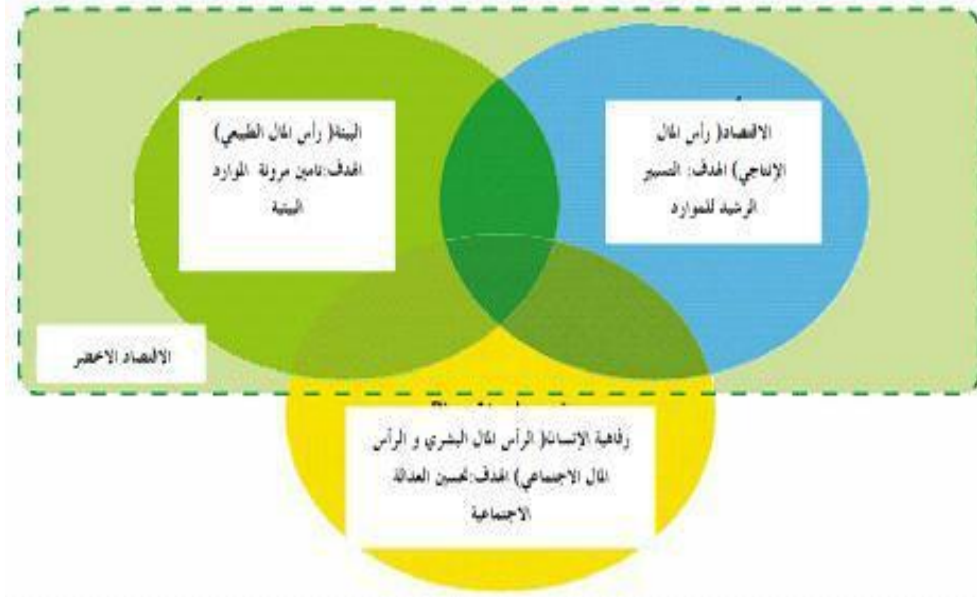 الاقتصاد( رأس المال
الإنتاجي) الهدف: التسيير
الرشيد للموارد
البيئة( رأس المال الطبيعي)
الهدف:تامين مرونة الموارد
البيئية
الاقتصاد الاخضر
رفاهية الإنسان( الرأس المال البشري و الرأس
المال الاجتماعي) الهدف:تحسين العدالة
الاجتماعية